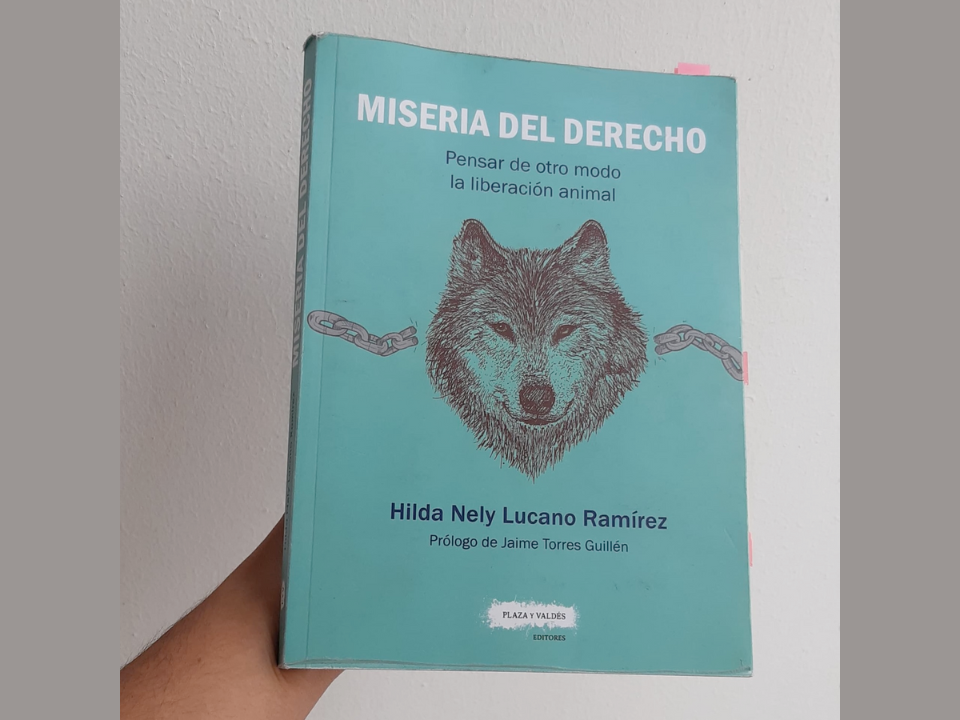 MISERIA DEL DERECHO
Pensar de otro modo
la liberación animal
Hilda Nely Lucano Ramírez
Prólogo de Jaime Torres Guillén
PLAZA Y VALDÉS
EDITORES
MISERIA DEL DERECHO